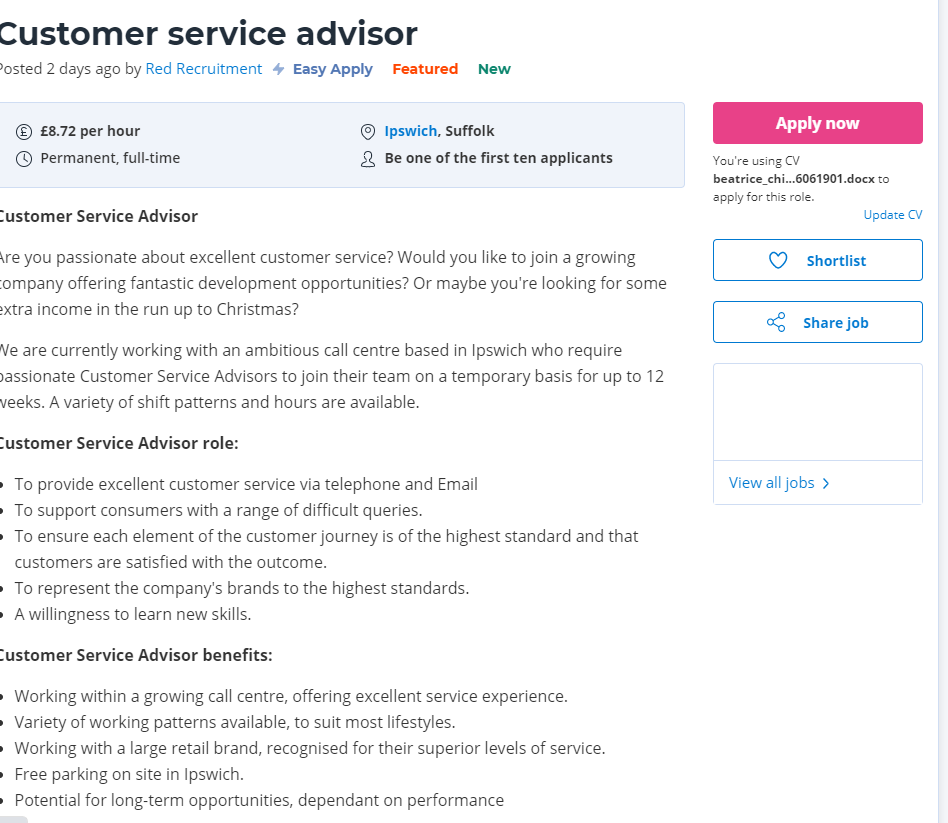 Customer service advisor
Posted 2 days ago by Red Recruitment Easy Apply Featured New
£8.72 per hour
Ipswich, Suffolk
Permanent, full-time
Be one of the first ten applicants
Apply now
You're using CV
beatrice_chi...6061901.docx to
apply for this role.
Update CV
Shortlist
Share job
View all jobs
Customer Service Advisor
Are you passionate about excellent customer service? Would you like to join a growing
company offering fantastic development opportunities? Or maybe you're looking for some
extra income in the run up to Christmas?
We are currently working with an ambitious call centre based in Ipswich who require
passionate Customer Service Advisors to join their team on a temporary basis for up to 12
weeks. A variety of shift patterns and hours are available.
Customer Service Advisor role:
To provide excellent customer service via telephone and Email
To support consumers with a range of difficult queries.
To ensure each element of the customer journey is of the highest standard and that
customers are satisfied with the outcome.
To represent the company's brands to the highest standards.
A willingness to learn new skills.
Customer Service Advisor benefits:
Working within a growing call centre, offering excellent service experience.
Variety of working patterns available, to suit most lifestyles.
Working with a large retail brand, recognised for their superior levels of service.
Free parking on site in Ipswich.
Potential for long-term opportunities, dependant on performance